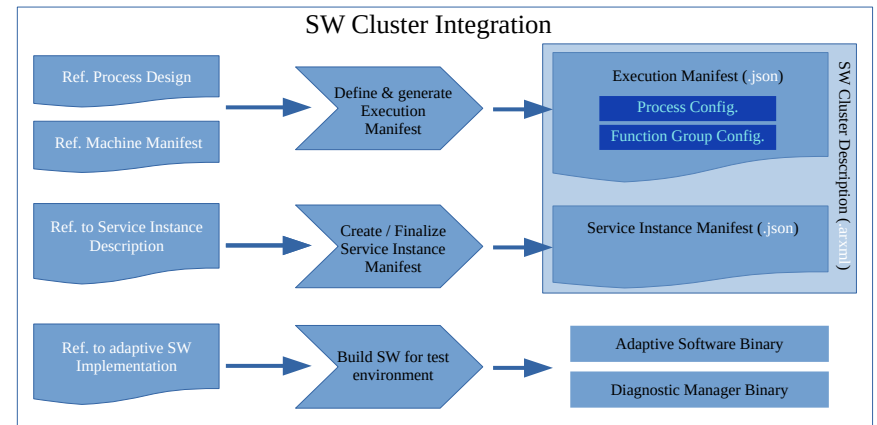 SW Cluster Integration
Ref. Process Design
Ref. Machine Manifest
Define & generate
Execution
Manifest
Execution Manifest (.json)
Process Config.
Function Group Config.
SW Cluster Description (.arxml)
Ref. to Service Instance
Description
Create / Finalize
Service Instance
Manifest
Service Instance Manifest (.json)
Ref. to adaptive SW
Implementation
Build SW for test
environment
Adaptive Software Binary
Diagnostic Manager Binary